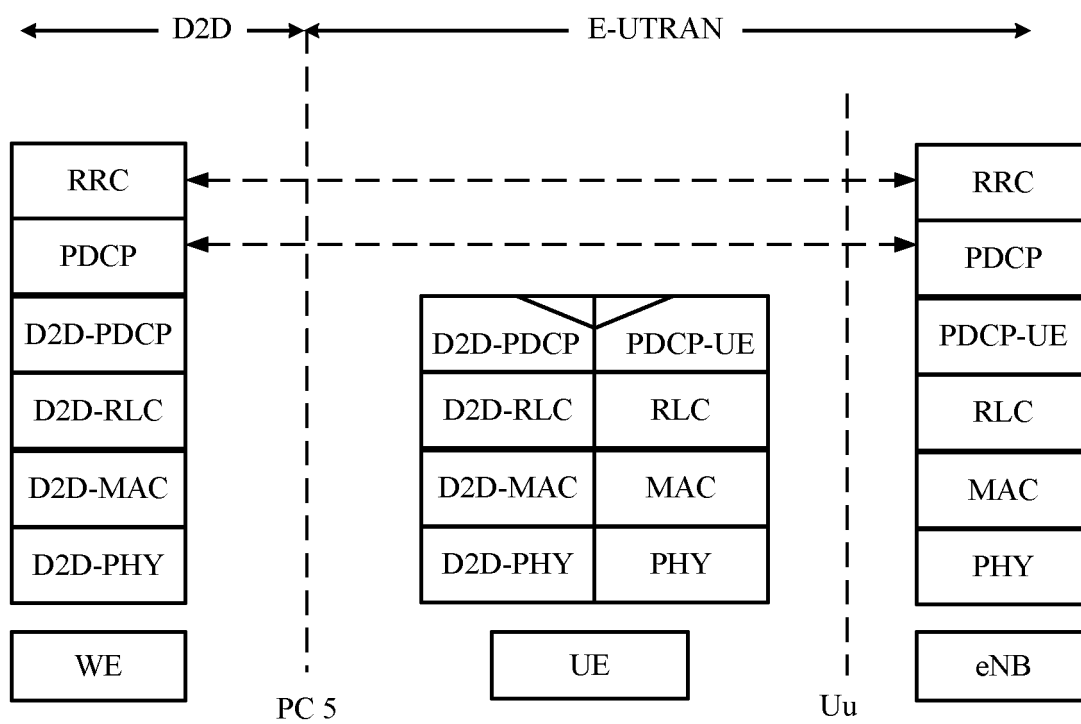 D2D E-UTRAN
RRC RRC
PDCP PDCP
D2D-PDCP D2D-PDCP PDCP-UE PDCP-UE
D2D-RLC D2D-RLC RLC RLC
D2D-MAC D2D-MAC MAC MAC
D2D-PHY D2D-PHY PHY PHY
WE UE eNB
PC 5 Uu